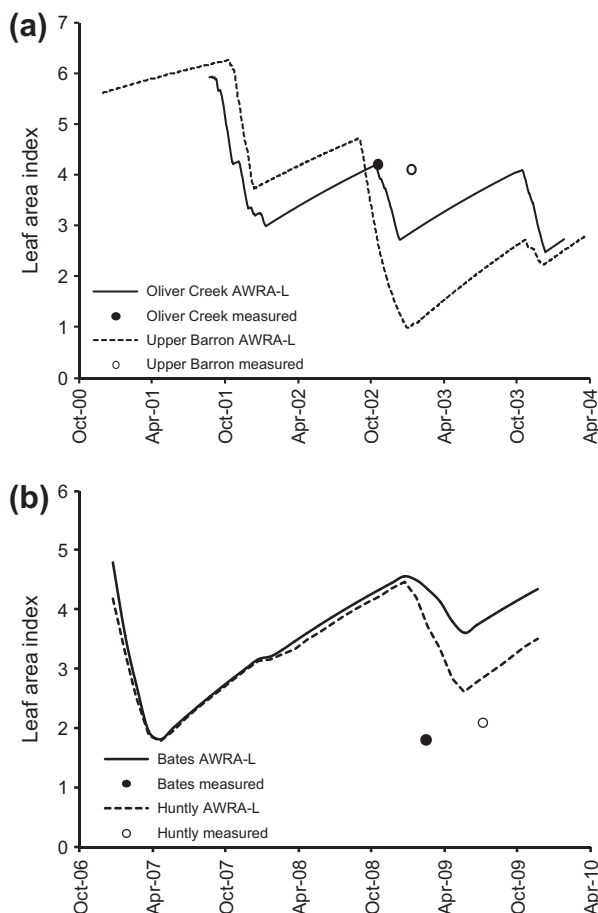 (a)
7
6
5
4
3
2
1
0
Leaf area index
Oliver Creek AWRA-L
Oliver Creek measured
Upper Barron AWRA-L
Upper Barron measured
Oct-00
Apr-01
Oct-01
Apr-02
Oct-02
Apr-03
Oct-03
Apr-04
(b)
6
5
4
3
2
1
0
Leaf area index
Bates AWRA-L
Bates measured
Huntly AWRA-L
Huntly measured
Oct-06
Apr-07
Oct-07
Apr-08
Oct-08
Apr-09
Oct-09
Apr-10